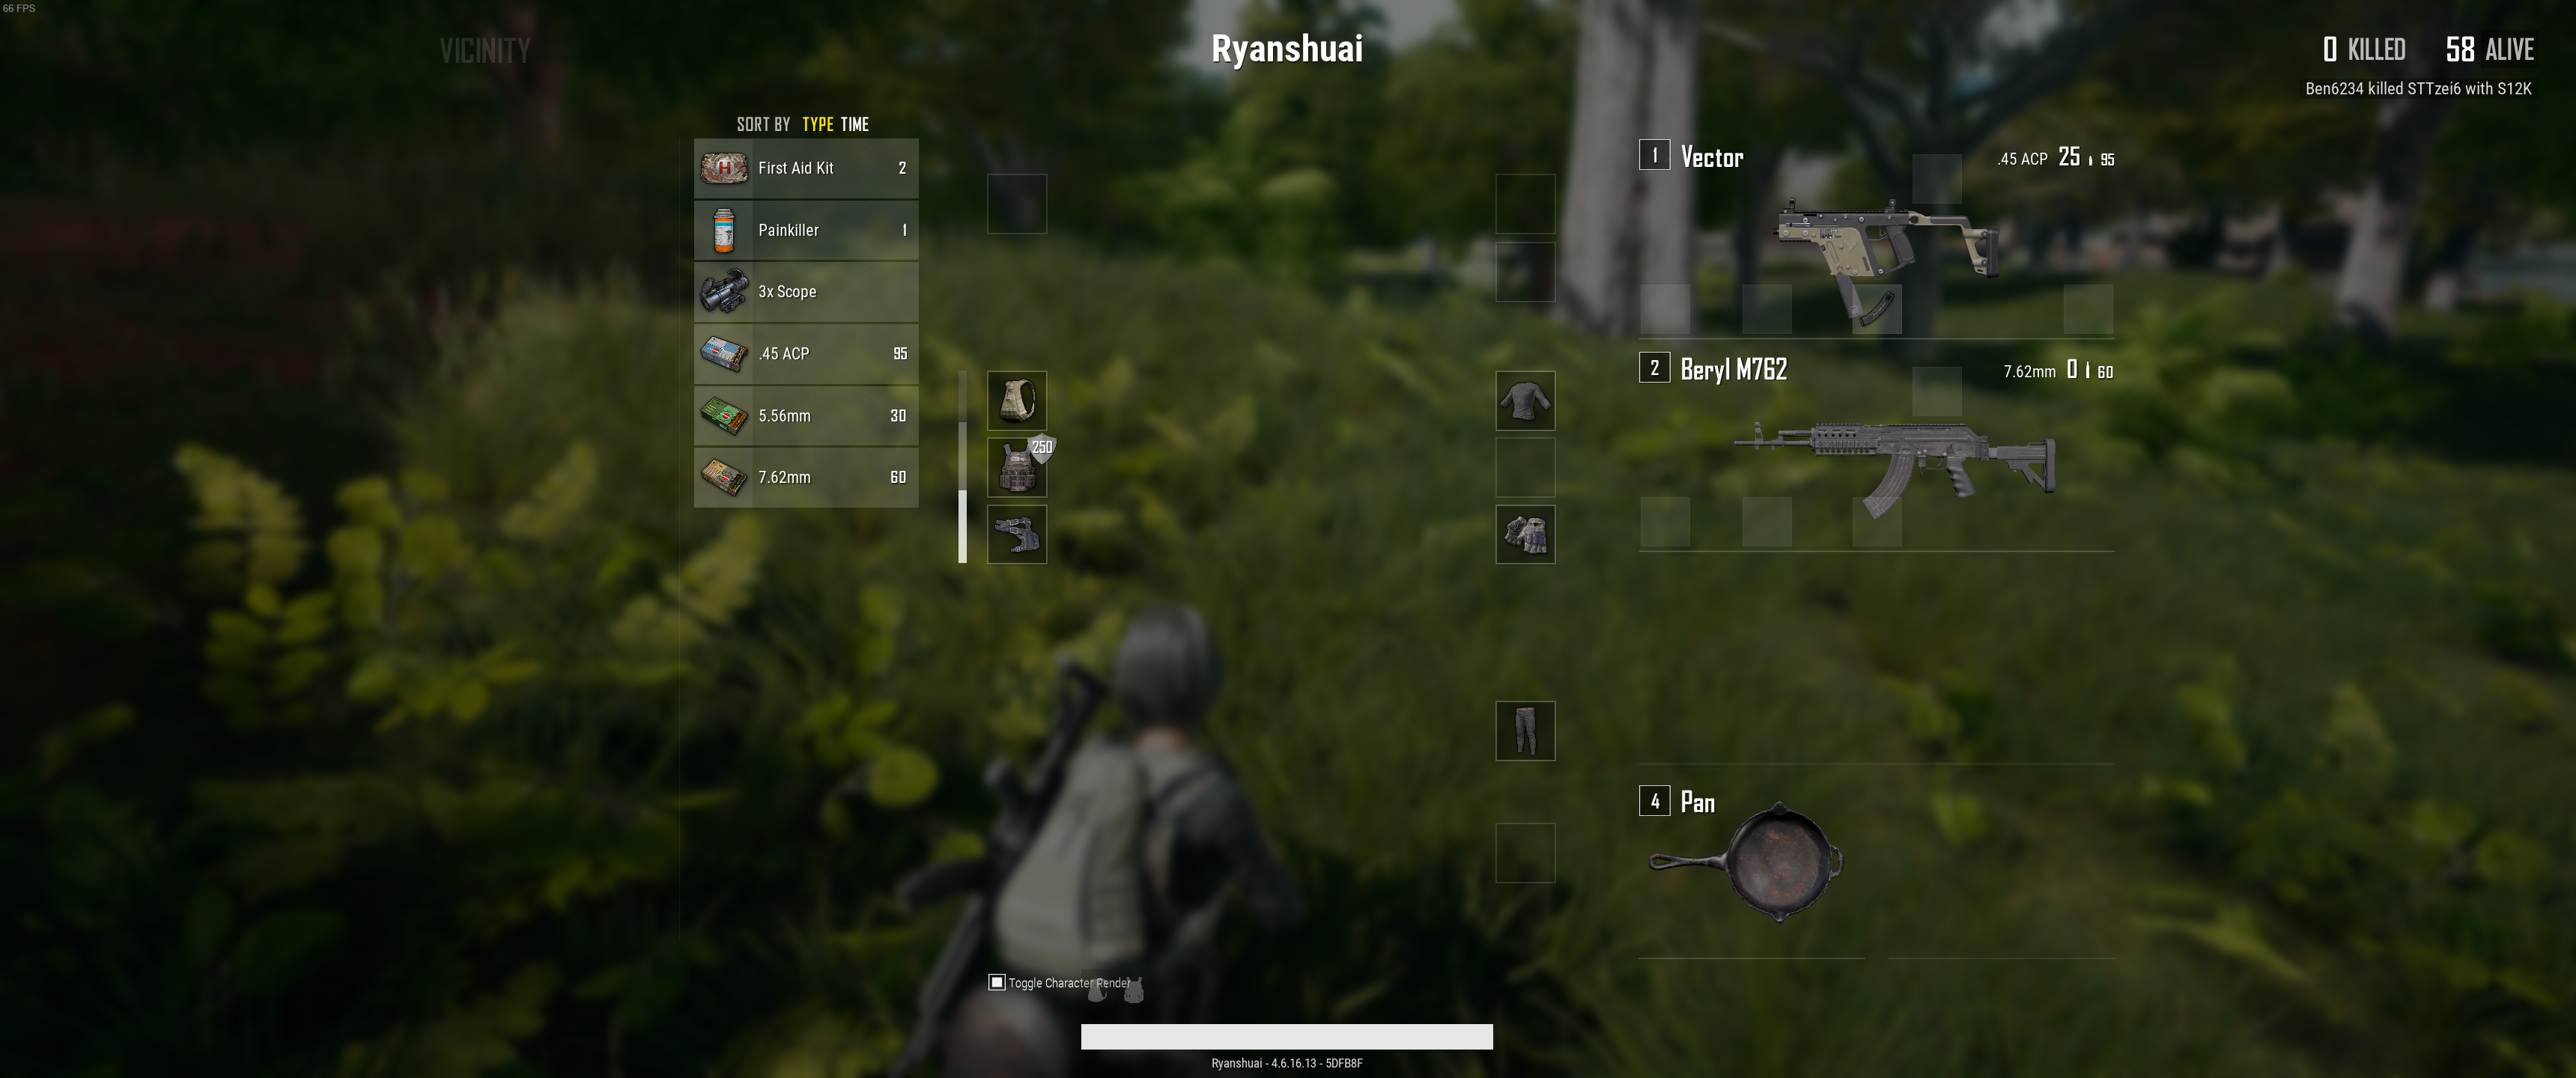 66 FPS
VICINITY
Ryanshuai
0 KILLED 58 ALIVE
Ben6234 killed STTzei6 with S12K
SORT BY TYPE TIME
First Aid Kit 2
Painkiller 1
3x Scope
.45 ACP 95
5.56mm 30
7.62mm 60
250
1 Vector .45 ACP 25 95
2 Beryl M762 7.62mm 0 60
4 Pan
Toggle Character Render
Ryanshuai - 4.6.16.13 - 5DFB8F